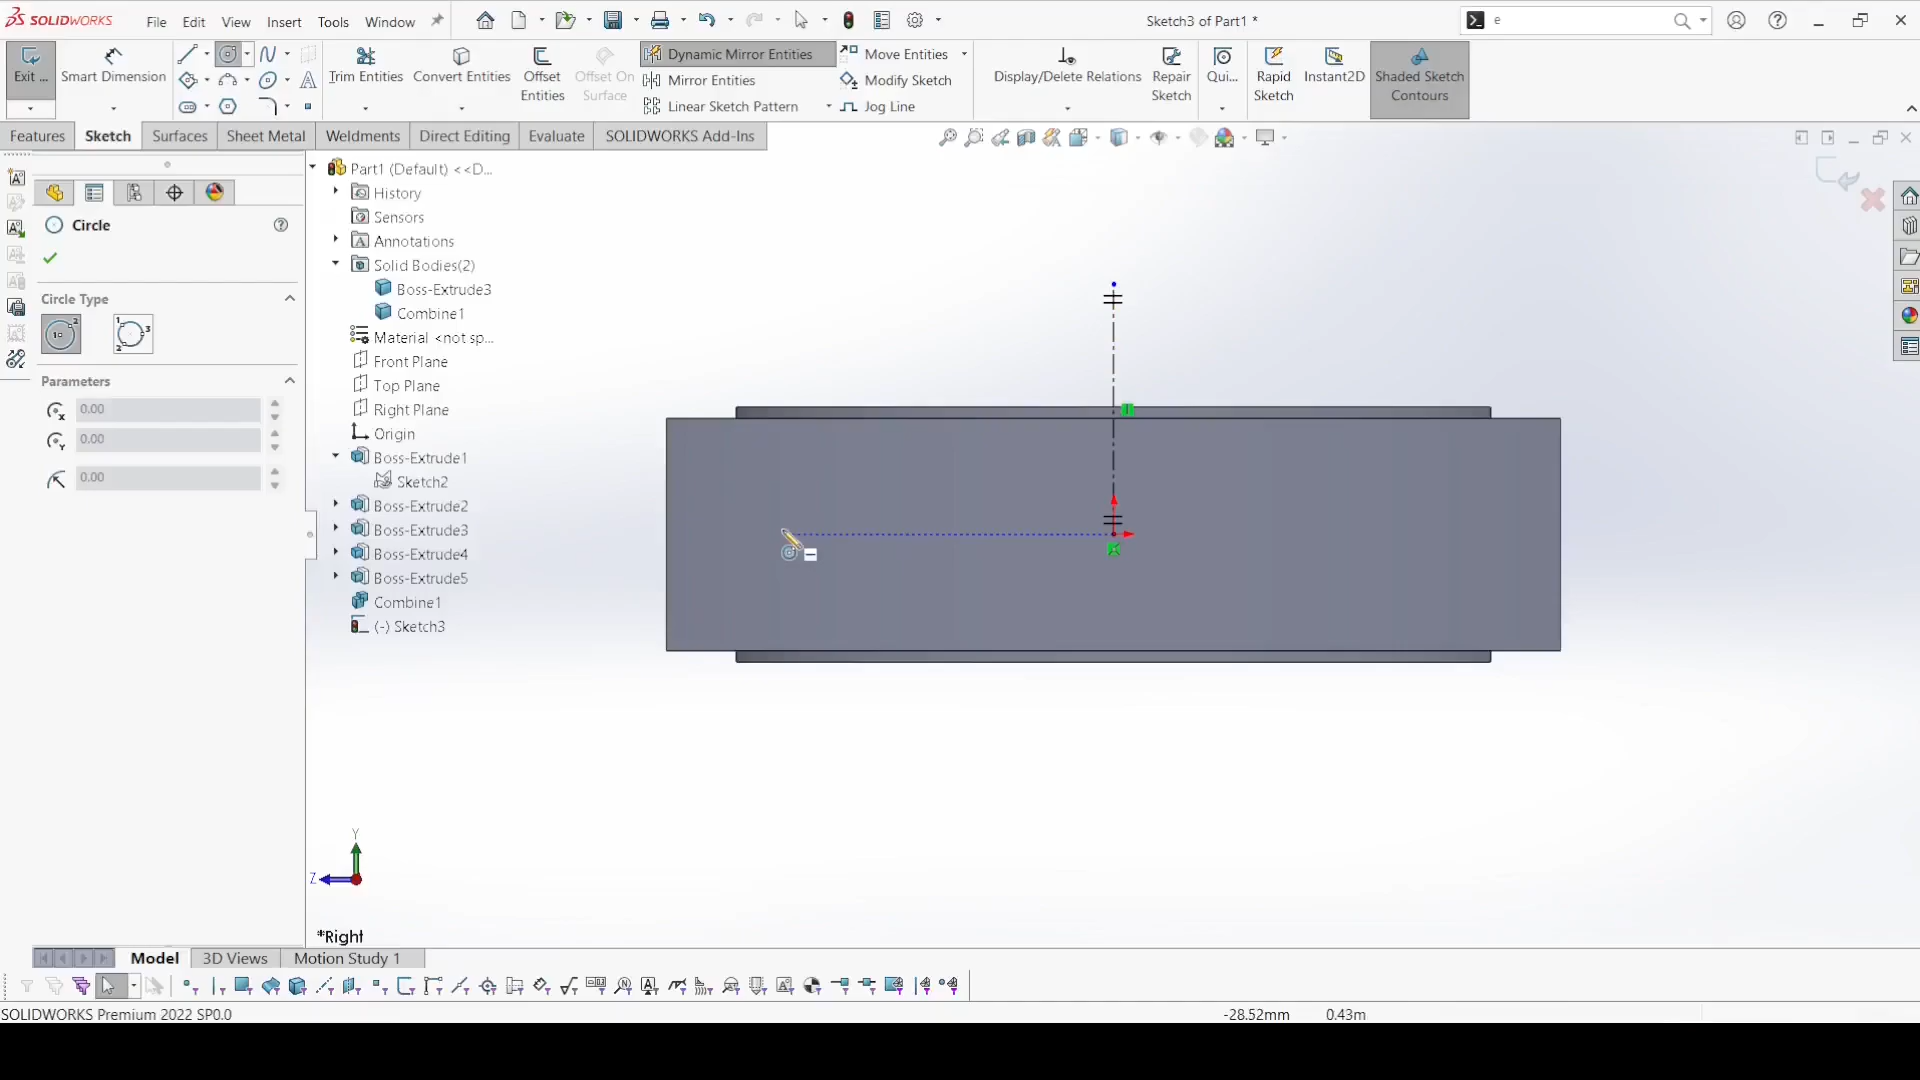 SOLIDWORKS
File
Edit
View
Insert
Tools
Window
Sketch3 of Part1 *
e
Exit ...
Smart Dimension
Trim Entities
Convert Entities
Offset Entities
Offset On Surface
Dynamic Mirror Entities
Mirror Entities
Linear Sketch Pattern
Move Entities
Modify Sketch
Jog Line
Display/Delete Relations
Repair Sketch
Qui...
Rapid Sketch
Instant2D
Shaded Sketch Contours
Features
Sketch
Surfaces
Sheet Metal
Weldments
Direct Editing
Evaluate
SOLIDWORKS Add-Ins
Circle
Circle Type
Parameters
0.00
0.00
0.00
Part1 (Default) <<D...
History
Sensors
Annotations
Solid Bodies(2)
Boss-Extrude3
Combine1
Material <not sp...
Front Plane
Top Plane
Right Plane
Origin
Boss-Extrude1
Sketch2
Boss-Extrude2
Boss-Extrude3
Boss-Extrude4
Boss-Extrude5
Combine1
(-) Sketch3
Y
Z
*Right
Model
3D Views
Motion Study 1
SOLIDWORKS Premium 2022 SP0.0
-28.52mm
0.43m